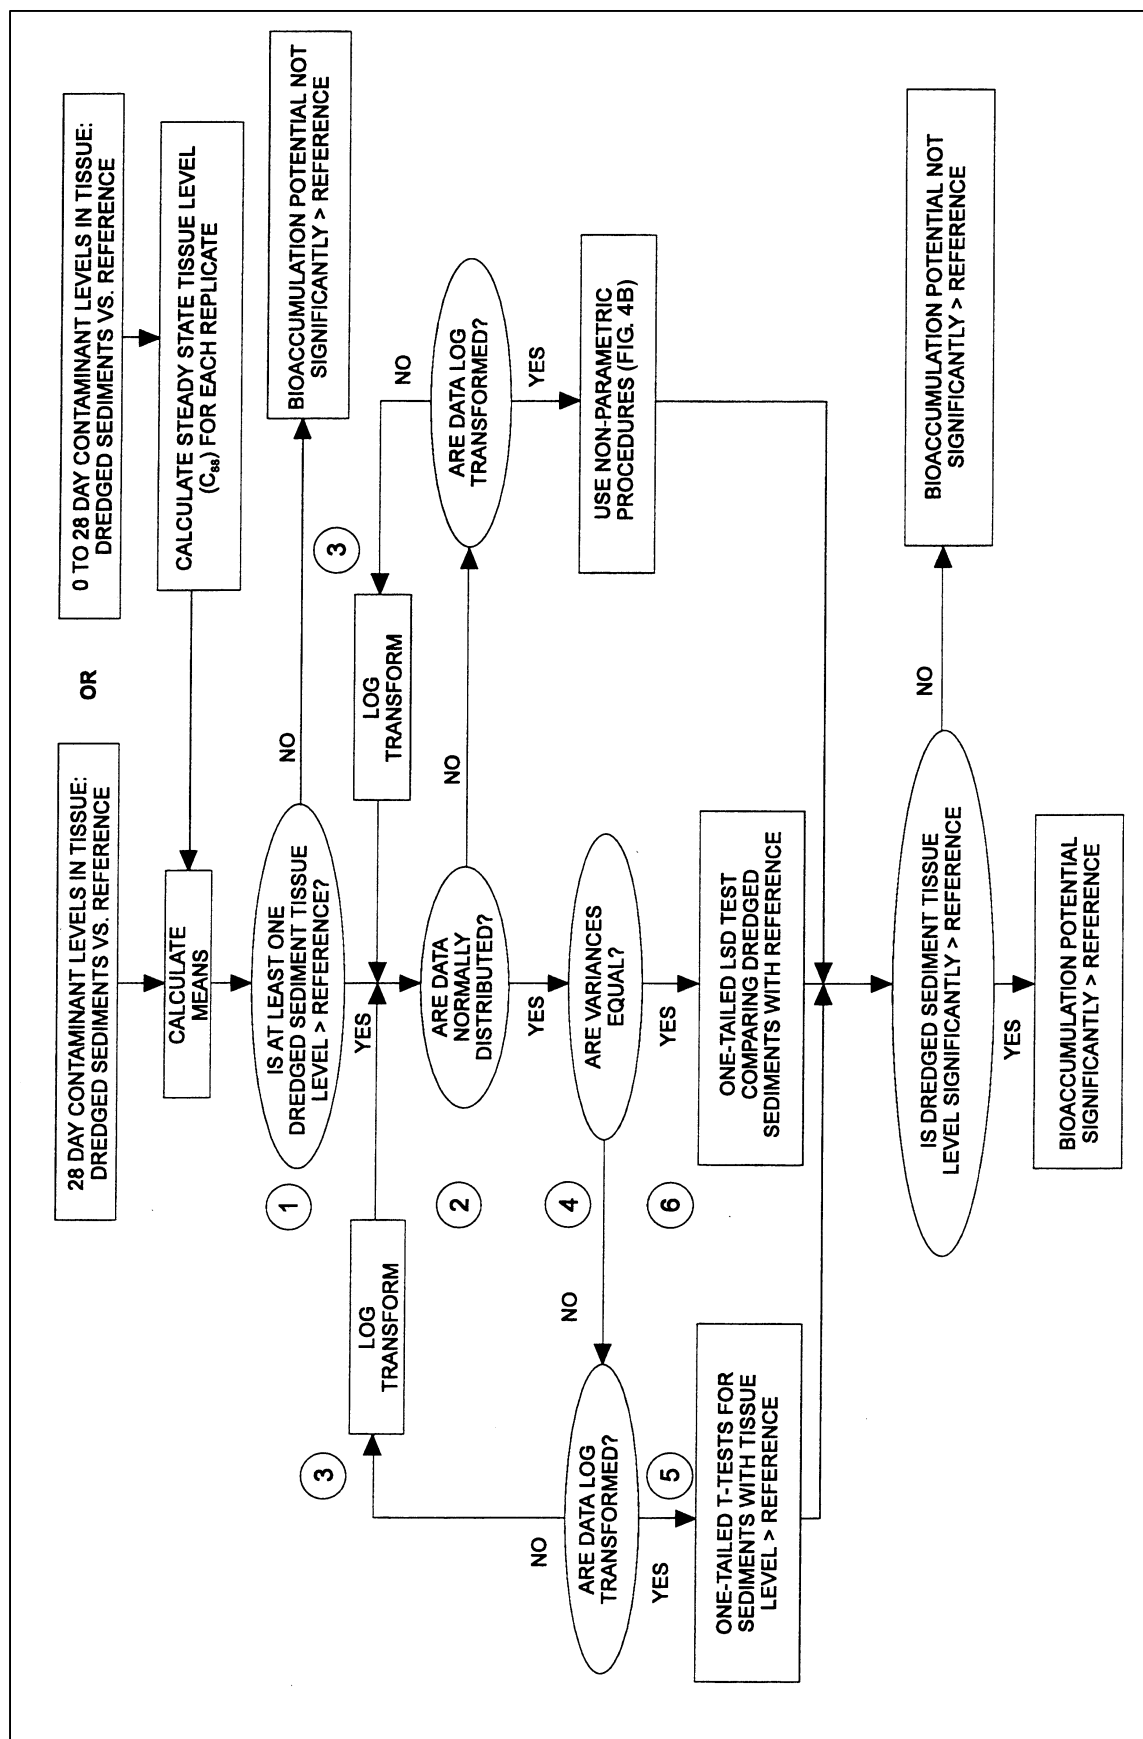 28 DAY CONTAMINANT LEVELS IN TISSUE:
DREDGED SEDIMENTS VS. REFERENCE
OR
0 TO 28 DAY CONTAMINANT LEVELS IN TISSUE:
DREDGED SEDIMENTS VS. REFERENCE
CALCULATE
MEANS
CALCULATE STEADY STATE TISSUE LEVEL
(Css) FOR EACH REPLICATE
1
IS AT LEAST ONE
DREDGED SEDIMENT TISSUE
LEVEL > REFERENCE?
NO
BIOACCUMULATION POTENTIAL NOT
SIGNIFICANTLY > REFERENCE
YES
3
LOG
TRANSFORM
LOG
TRANSFORM
3
NO
2
ARE DATA
NORMALLY
DISTRIBUTED?
NO
ARE DATA LOG
TRANSFORMED?
YES
YES
NO
ARE DATA LOG
TRANSFORMED?
NO
4
ARE VARIANCES
EQUAL?
USE NON-PARAMETRIC
PROCEDURES (FIG. 4B)
YES
5
6
YES
ONE-TAILED T-TESTS FOR
SEDIMENTS WITH TISSUE
LEVEL > REFERENCE
ONE-TAILED LSD TEST
COMPARING DREDGED
SEDIMENTS WITH REFERENCE
IS DREDGED SEDIMENT TISSUE
LEVEL SIGNIFICANTLY > REFERENCE
NO
BIOACCUMULATION POTENTIAL NOT
SIGNIFICANTLY > REFERENCE
YES
BIOACCUMULATION POTENTIAL
SIGNIFICANTLY > REFERENCE